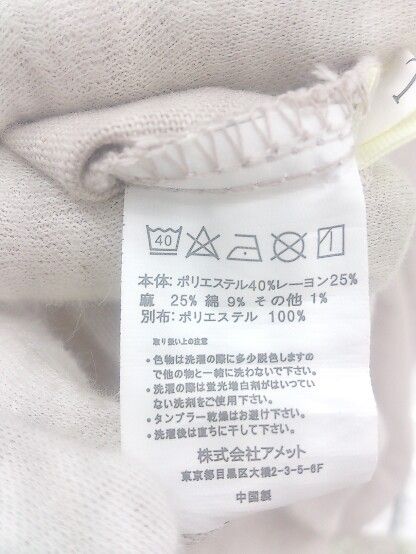 40
本体: ポリエステル40%レーヨン25%
麻 25% 綿 9% その他 1%
別布: ポリエステル 100%
取り扱い上の注意
・色物は洗濯の際に多少脱色しますの
で他の物と一緒に洗わないで下さい。
・洗濯の際は蛍光増白剤がはいつてい
ない洗剤をご使用下さい。
・タンブラー乾燥はお避け下さい。
・洗濯後は直ちに干して下さい。
株式会社アメット
東京都目黒区大橋2-3-5-6F
中国製